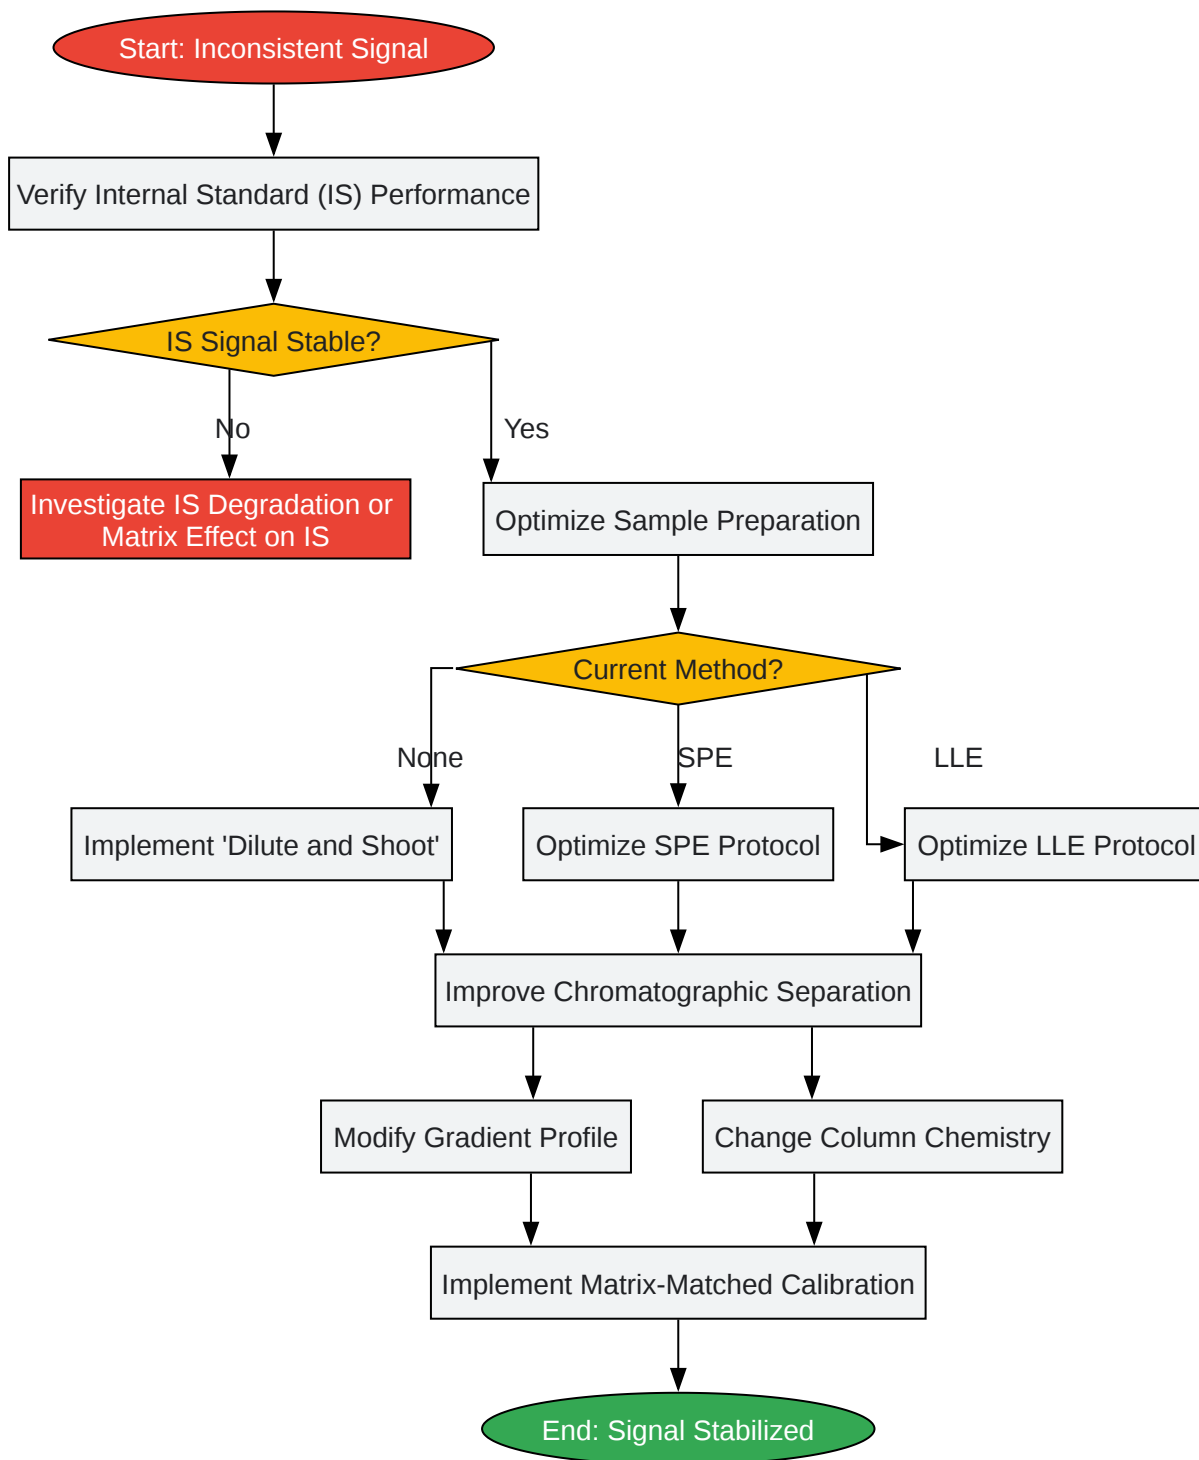 Start: Inconsistent Signal
Verify Internal Standard (IS) Performance
IS Signal Stable?
No
Yes
Investigate IS Degradation or
Matrix Effect on IS
Optimize Sample Preparation
Current Method?
None
SPE
LLE
Implement 'Dilute and Shoot'
Optimize SPE Protocol
Optimize LLE Protocol
Improve Chromatographic Separation
Modify Gradient Profile
Change Column Chemistry
Implement Matrix-Matched Calibration
End: Signal Stabilized